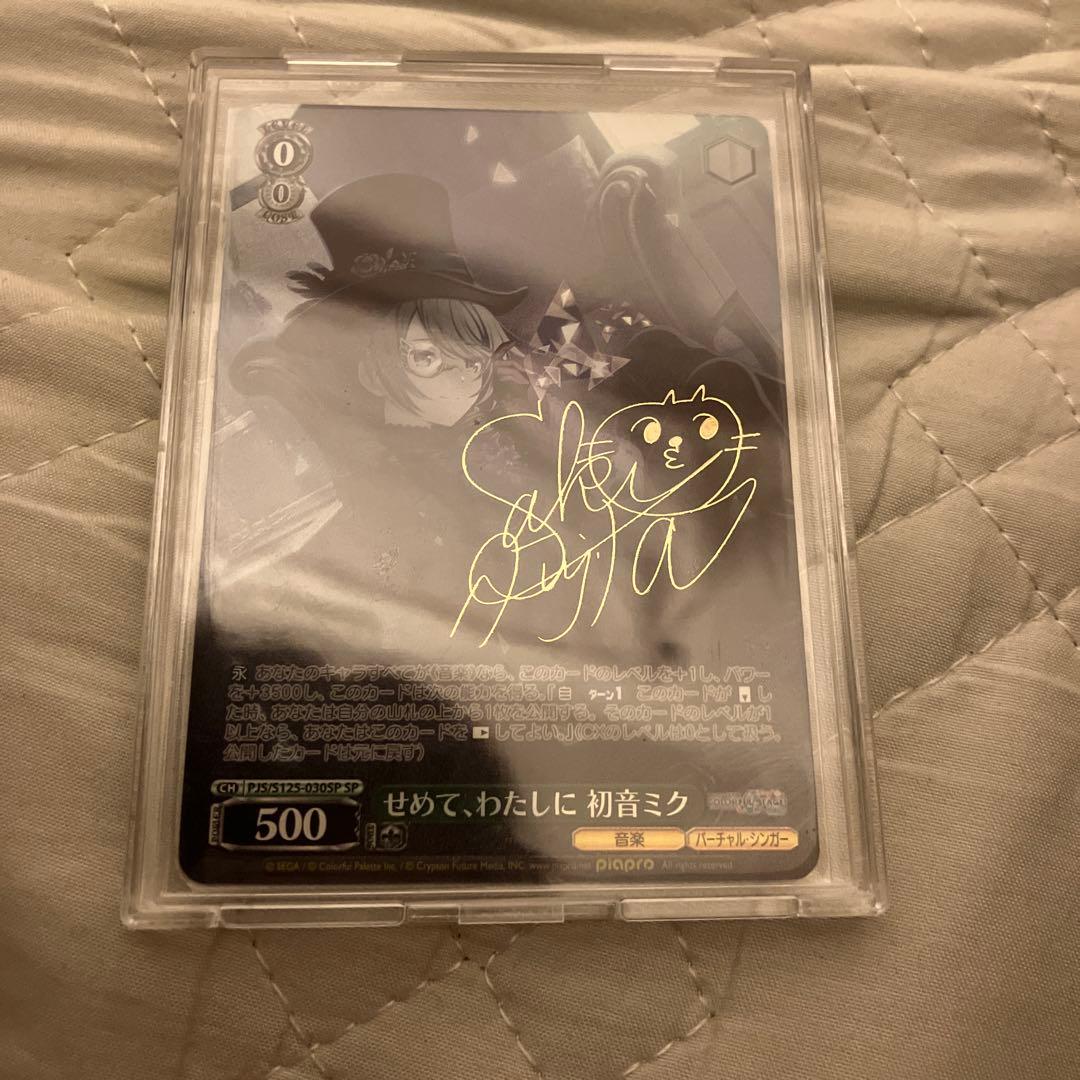 LEVEL
0
0
COST
Saki Fujita
永 あなたのキャラすべてが《音楽》なら、このカードのレベルを+1し、パワー
を+3500し、このカードは次の能力を得る。「自 ターン1 このカードが し
た時、あなたは自分の山札の上から1枚を公開する。そのカードのレベルが1
以上なら、あなたはこのカードを してよい。」(CXのレベルは0として扱う。
公開したカードは元に戻す)
CH PJS/S125-030SP SP
POWER 500 SOUL せめて、わたしに 初音ミク COLORFUL STAGE
音楽 バーチャル・シンガー
© SEGA / © Colorful Palette Inc. / © Crypton Future Media, INC. www.piapro.net piapro All rights reserved.